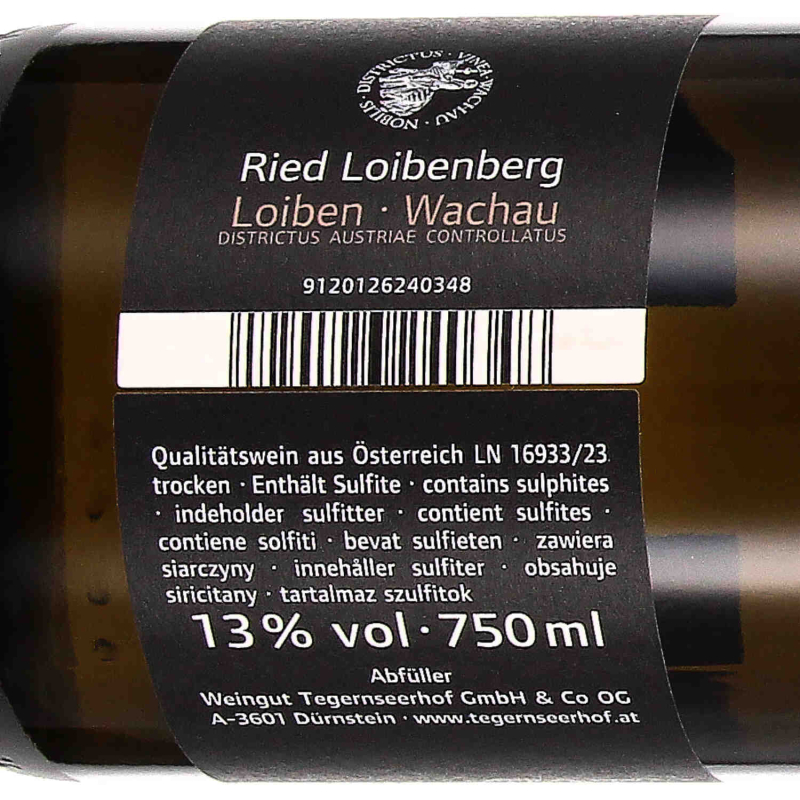 NOBILIS · DISTRICTUS · VINEA WACHAU ·
Ried Loibenberg
Loiben · Wachau
DISTRICTUS AUSTRIAE CONTROLLATUS
9120126240348
Qualitätswein aus Österreich LN 16933/23
trocken · Enthält Sulfite · contains sulphites
· indeholder sulfitter · contient sulfites ·
contiene solfiti · bevat sulfieten · zawiera
siarczyny · innehåller sulfiter · obsahuje
siricitany · tartalmaz szulfitok
13% vol · 750 ml
Abfüller
Weingut Tegernseerhof GmbH & Co OG
A-3601 Dürnstein · www.tegernseerhof.at